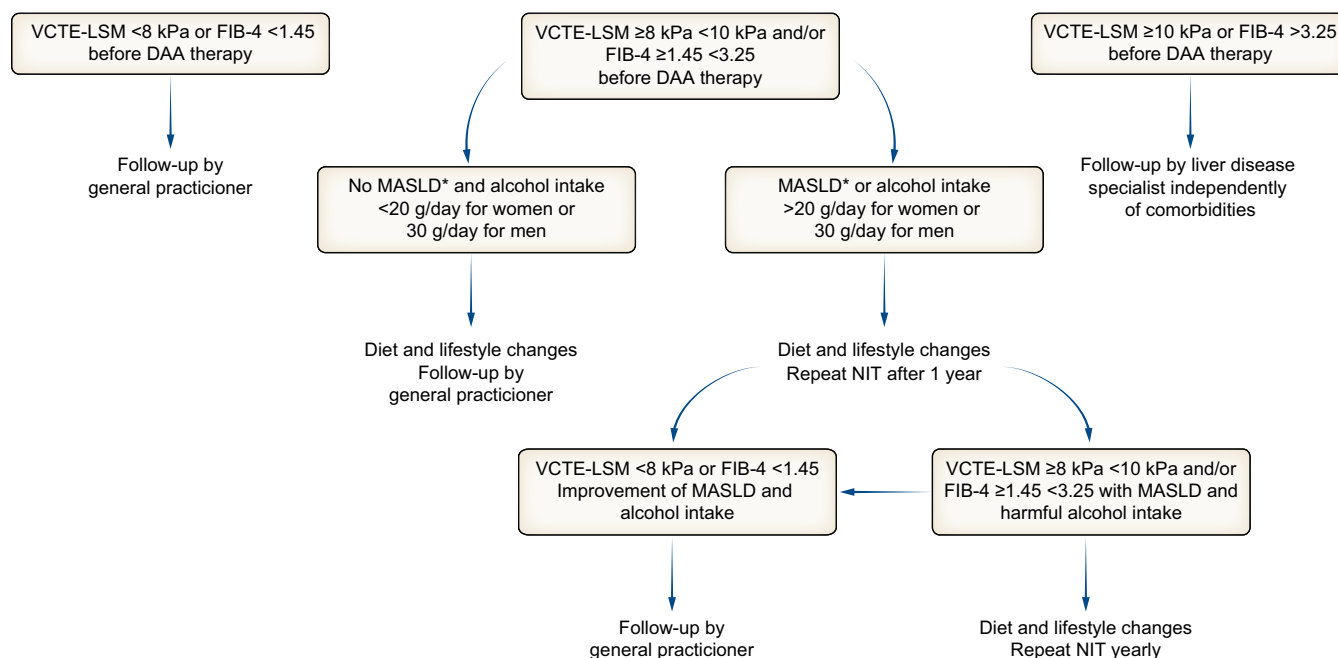 VCTE-LSM <8 kPa or FIB-4 <1.45
before DAA therapy
VCTE-LSM ≥8 kPa <10 kPa and/or
FIB-4 ≥1.45 <3.25
before DAA therapy
VCTE-LSM ≥10 kPa or FIB-4 >3.25
before DAA therapy
Follow-up by
general practicioner
No MASLD* and alcohol intake
<20 g/day for women or
30 g/day for men
MASLD* or alcohol intake
>20 g/day for women or
30 g/day for men
Follow-up by liver disease
specialist independently
of comorbidities
Diet and lifestyle changes
Follow-up by
general practicioner
Diet and lifestyle changes
Repeat NIT after 1 year
VCTE-LSM <8 kPa or FIB-4 <1.45
Improvement of MASLD and
alcohol intake
VCTE-LSM ≥8 kPa <10 kPa and/or
FIB-4 ≥1.45 <3.25 with MASLD and
harmful alcohol intake
Follow-up by
general practicioner
Diet and lifestyle changes
Repeat NIT yearly